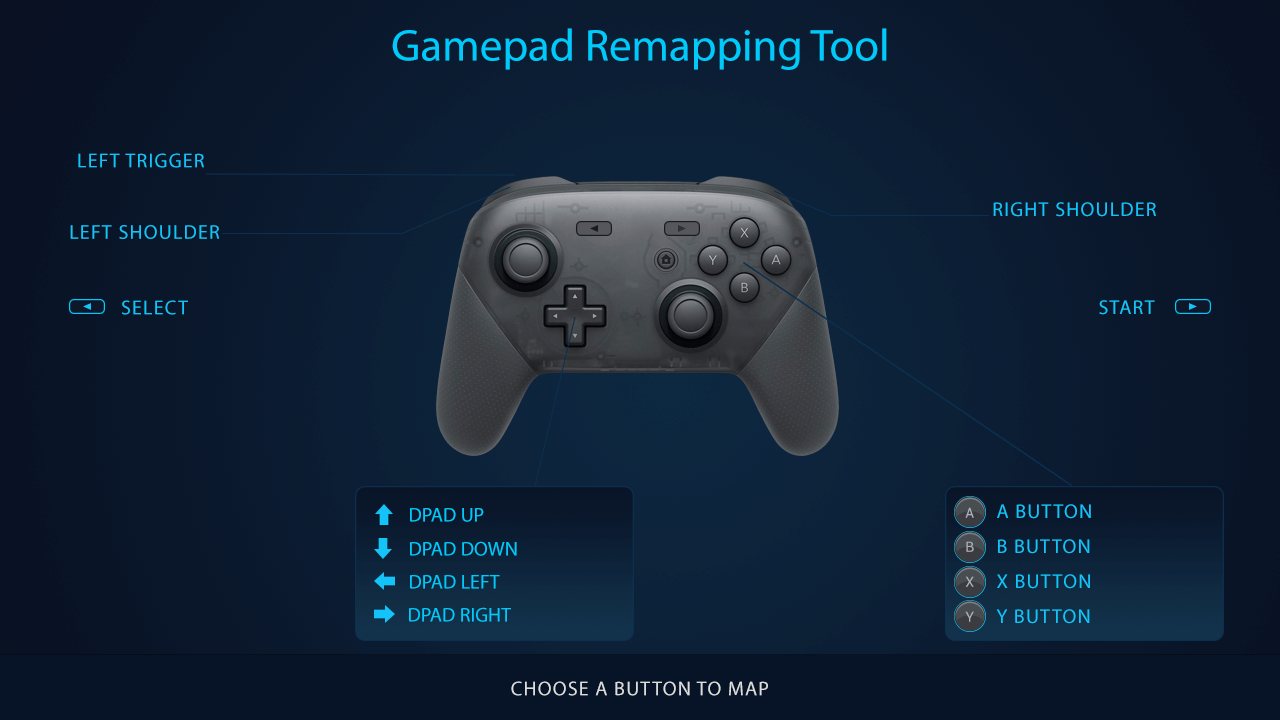 Gamepad Remapping Tool
LEFT TRIGGER
RIGHT SHOULDER
LEFT SHOULDER
X
Y
A
B
SELECT
START
DPAD UP
DPAD DOWN
DPAD LEFT
DPAD RIGHT
A A BUTTON
B B BUTTON
X X BUTTON
Y Y BUTTON
CHOOSE A BUTTON TO MAP